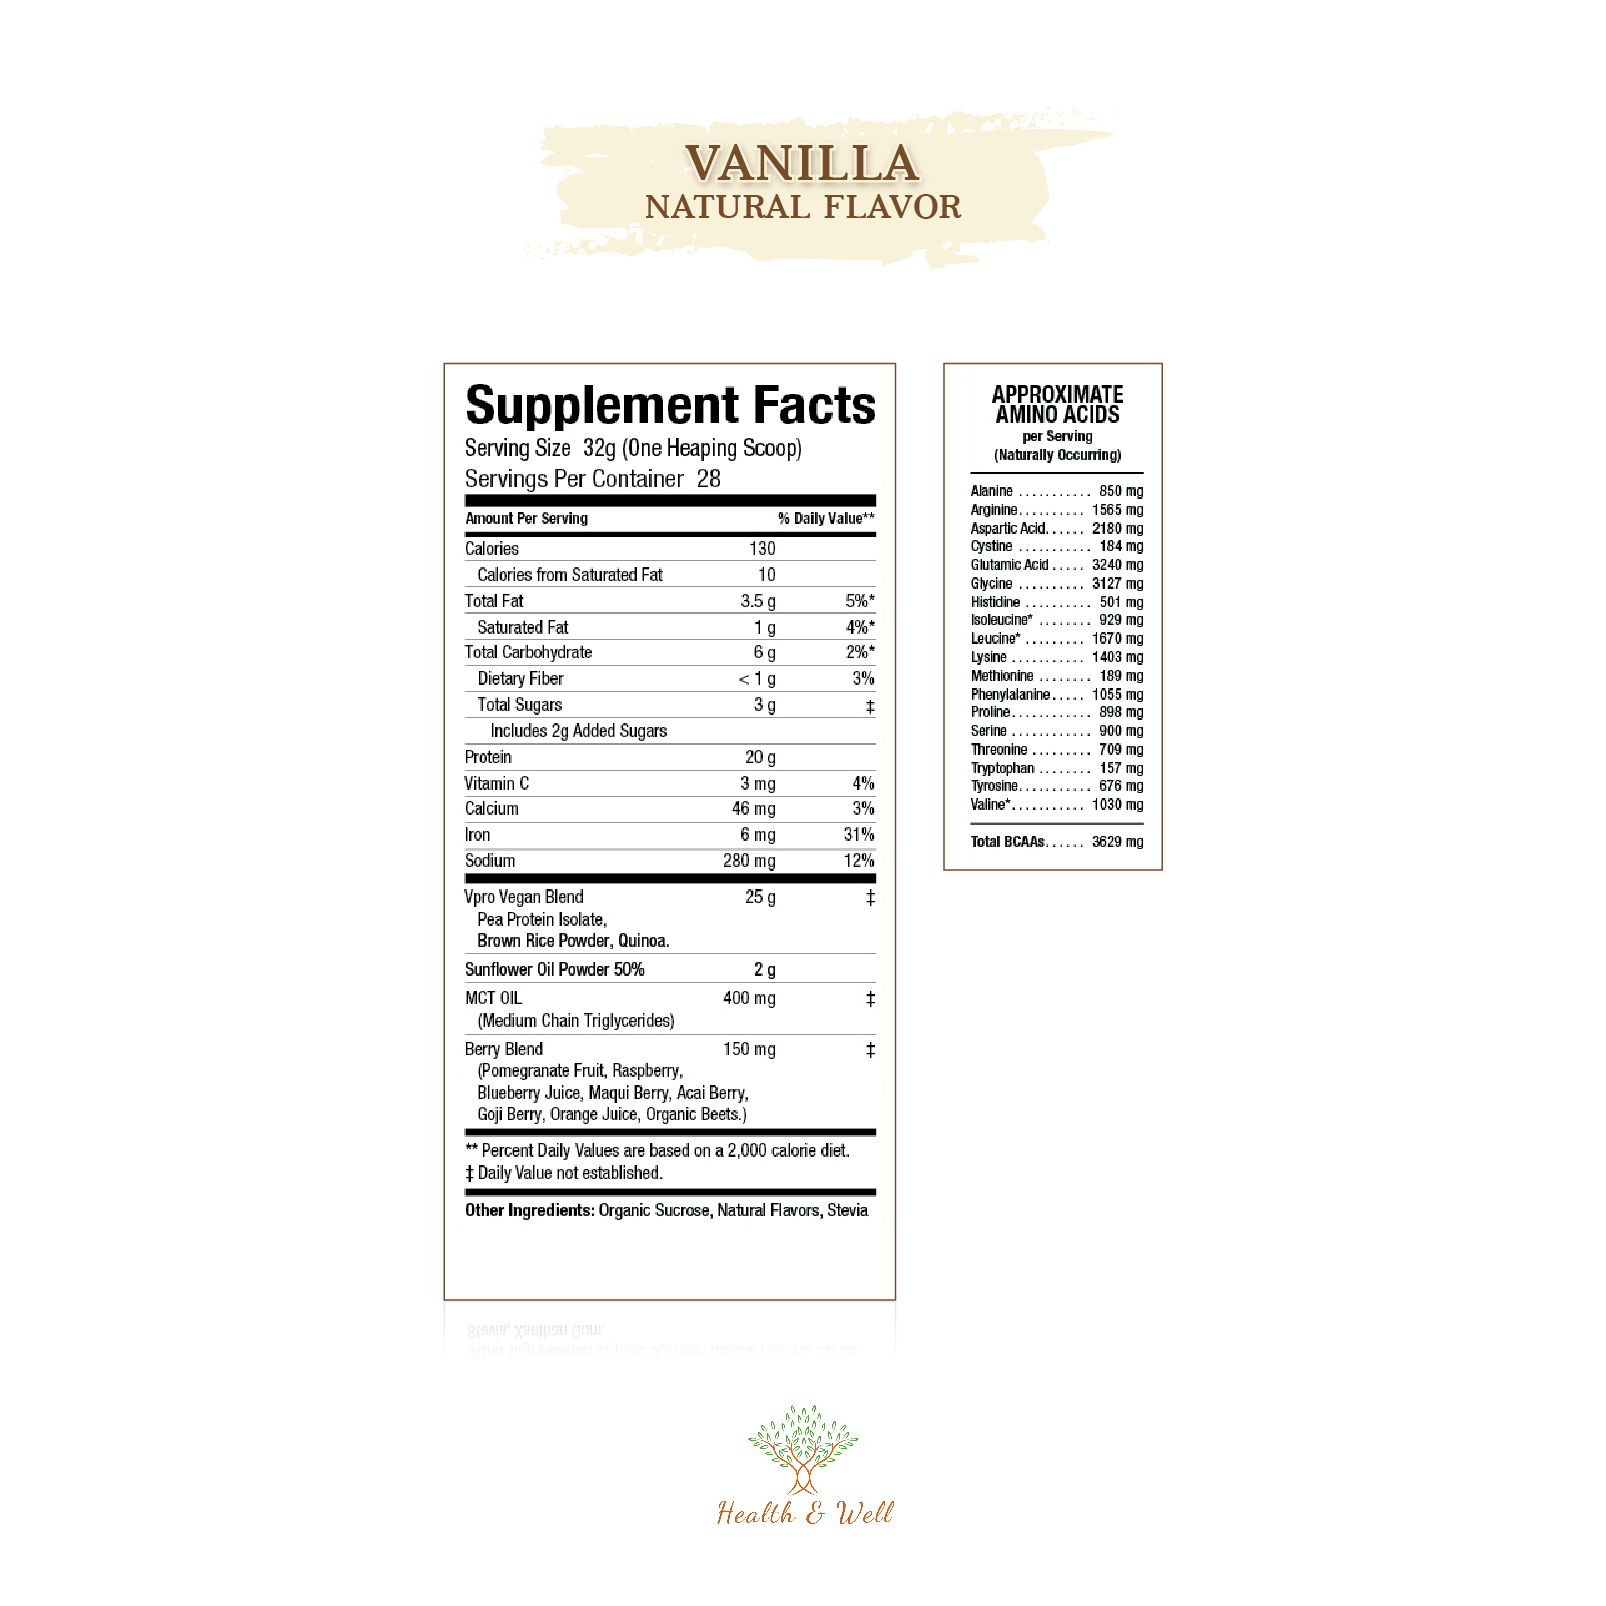 VANILLA
NATURAL FLAVOR
Supplement Facts
Serving Size 32g (One Heaping Scoop)
Servings Per Container 28
Amount Per Serving % Daily Value**
Calories 130
Calories from Saturated Fat 10
Total Fat 3.5 g 5%*
Saturated Fat 1 g 4%*
Total Carbohydrate 6 g 2%*
Dietary Fiber < 1 g 3%
Total Sugars 3 g ‡
Includes 2g Added Sugars
Protein 20 g
Vitamin C 3 mg 4%
Calcium 46 mg 3%
Iron 6 mg 31%
Sodium 280 mg 12%
Vpro Vegan Blend 25 g ‡
Pea Protein Isolate,
Brown Rice Powder, Quinoa.
Sunflower Oil Powder 50% 2 g
MCT OIL 400 mg ‡
(Medium Chain Triglycerides)
Berry Blend 150 mg ‡
(Pomegranate Fruit, Raspberry,
Blueberry Juice, Maqui Berry, Acai Berry,
Goji Berry, Orange Juice, Organic Beets.)
** Percent Daily Values are based on a 2,000 calorie diet.
‡ Daily Value not established.
Other Ingredients: Organic Sucrose, Natural Flavors, Stevia
APPROXIMATE
AMINO ACIDS
per Serving
(Naturally Occurring)
Alanine ........... 850 mg
Arginine.......... 1565 mg
Aspartic Acid...... 2180 mg
Cystine ........... 184 mg
Glutamic Acid ..... 3240 mg
Glycine .......... 3127 mg
Histidine .......... 501 mg
Isoleucine* ........ 929 mg
Leucine* ......... 1670 mg
Lysine ........... 1403 mg
Methionine ........ 189 mg
Phenylalanine..... 1055 mg
Proline............ 898 mg
Serine ............ 900 mg
Threonine ......... 709 mg
Tryptophan ........ 157 mg
Tyrosine........... 676 mg
Valine*........... 1030 mg
Total BCAAs...... 3629 mg
Stevia, Xanthan Gum.
Other Ingredients: Organic Sucrose, Natural Flavors, Cocoa,
Health & Well